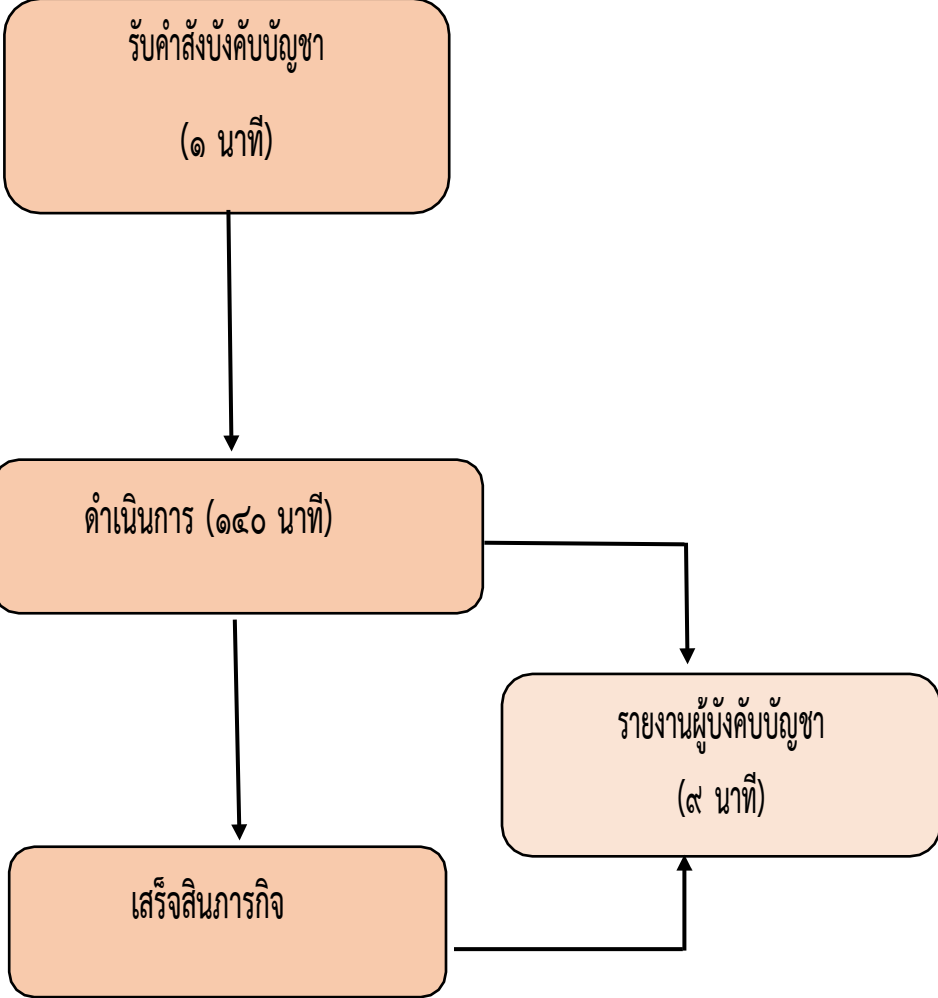 รับคำสังบังคับบัญชา
(๑ นาที)
ดำเนินการ (๑๔๐ นาที)
รายงานผู้บังคับบัญชา
(๙ นาที)
เสร็จสินภารกิจ